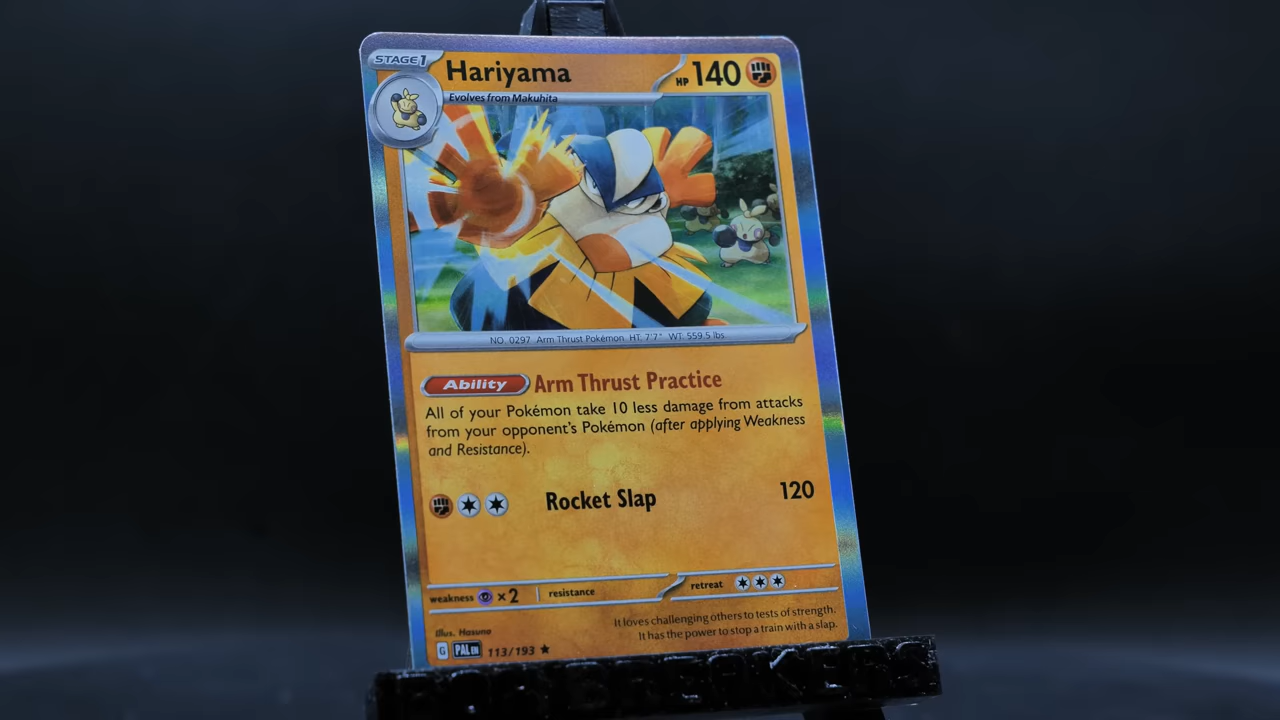 STAGE1
Hariyama
HP 140
Evolves from Makuhita
NO. 0297 Arm Thrust Pokémon HT: 7'7" WT: 559.5 lbs
Ability Arm Thrust Practice
All of your Pokémon take 10 less damage from attacks
from your opponent's Pokémon (after applying Weakness
and Resistance).
Rocket Slap 120
weakness ×2 resistance retreat
It loves challenging others to tests of strength.
It has the power to stop a train with a slap.
Illus. Hasuno
G PAL EN 113/193 ★